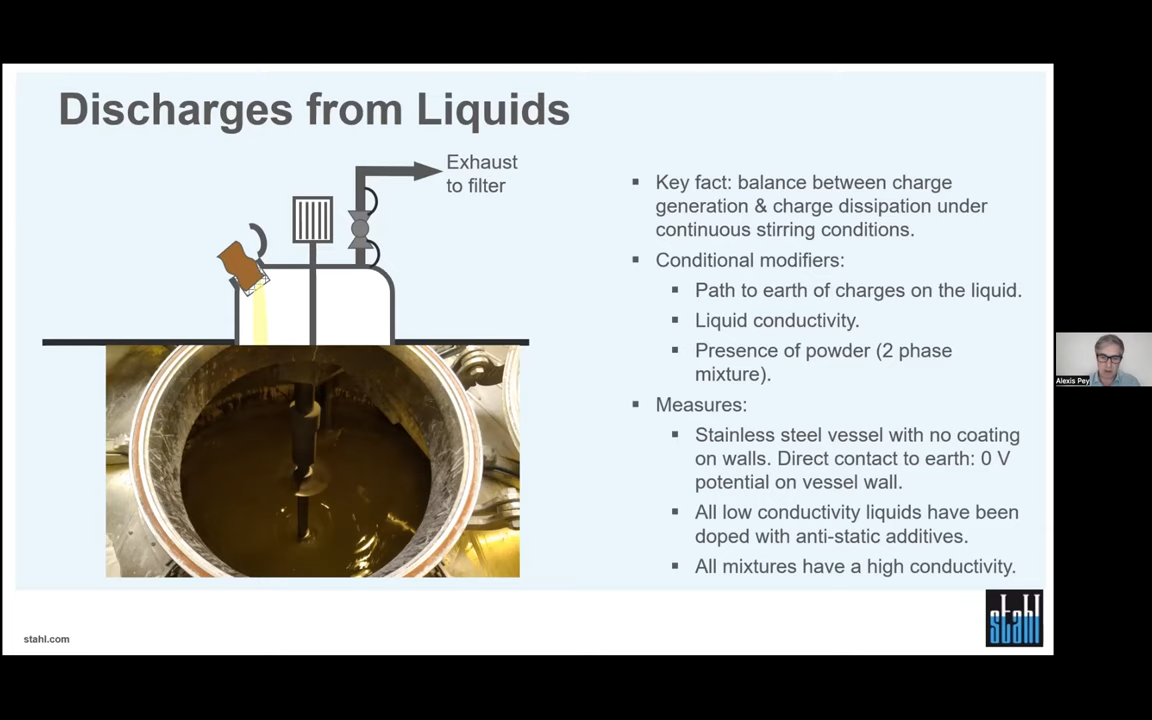 Discharges from Liquids
Exhaust
to filter
▪ Key fact: balance between charge
generation & charge dissipation under
continuous stirring conditions.
▪ Conditional modifiers:
▪ Path to earth of charges on the liquid.
▪ Liquid conductivity.
▪ Presence of powder (2 phase
mixture).
▪ Measures:
▪ Stainless steel vessel with no coating
on walls. Direct contact to earth: 0 V
potential on vessel wall.
▪ All low conductivity liquids have been
doped with anti-static additives.
▪ All mixtures have a high conductivity.
stahl.com
stahl
Alexis Pey